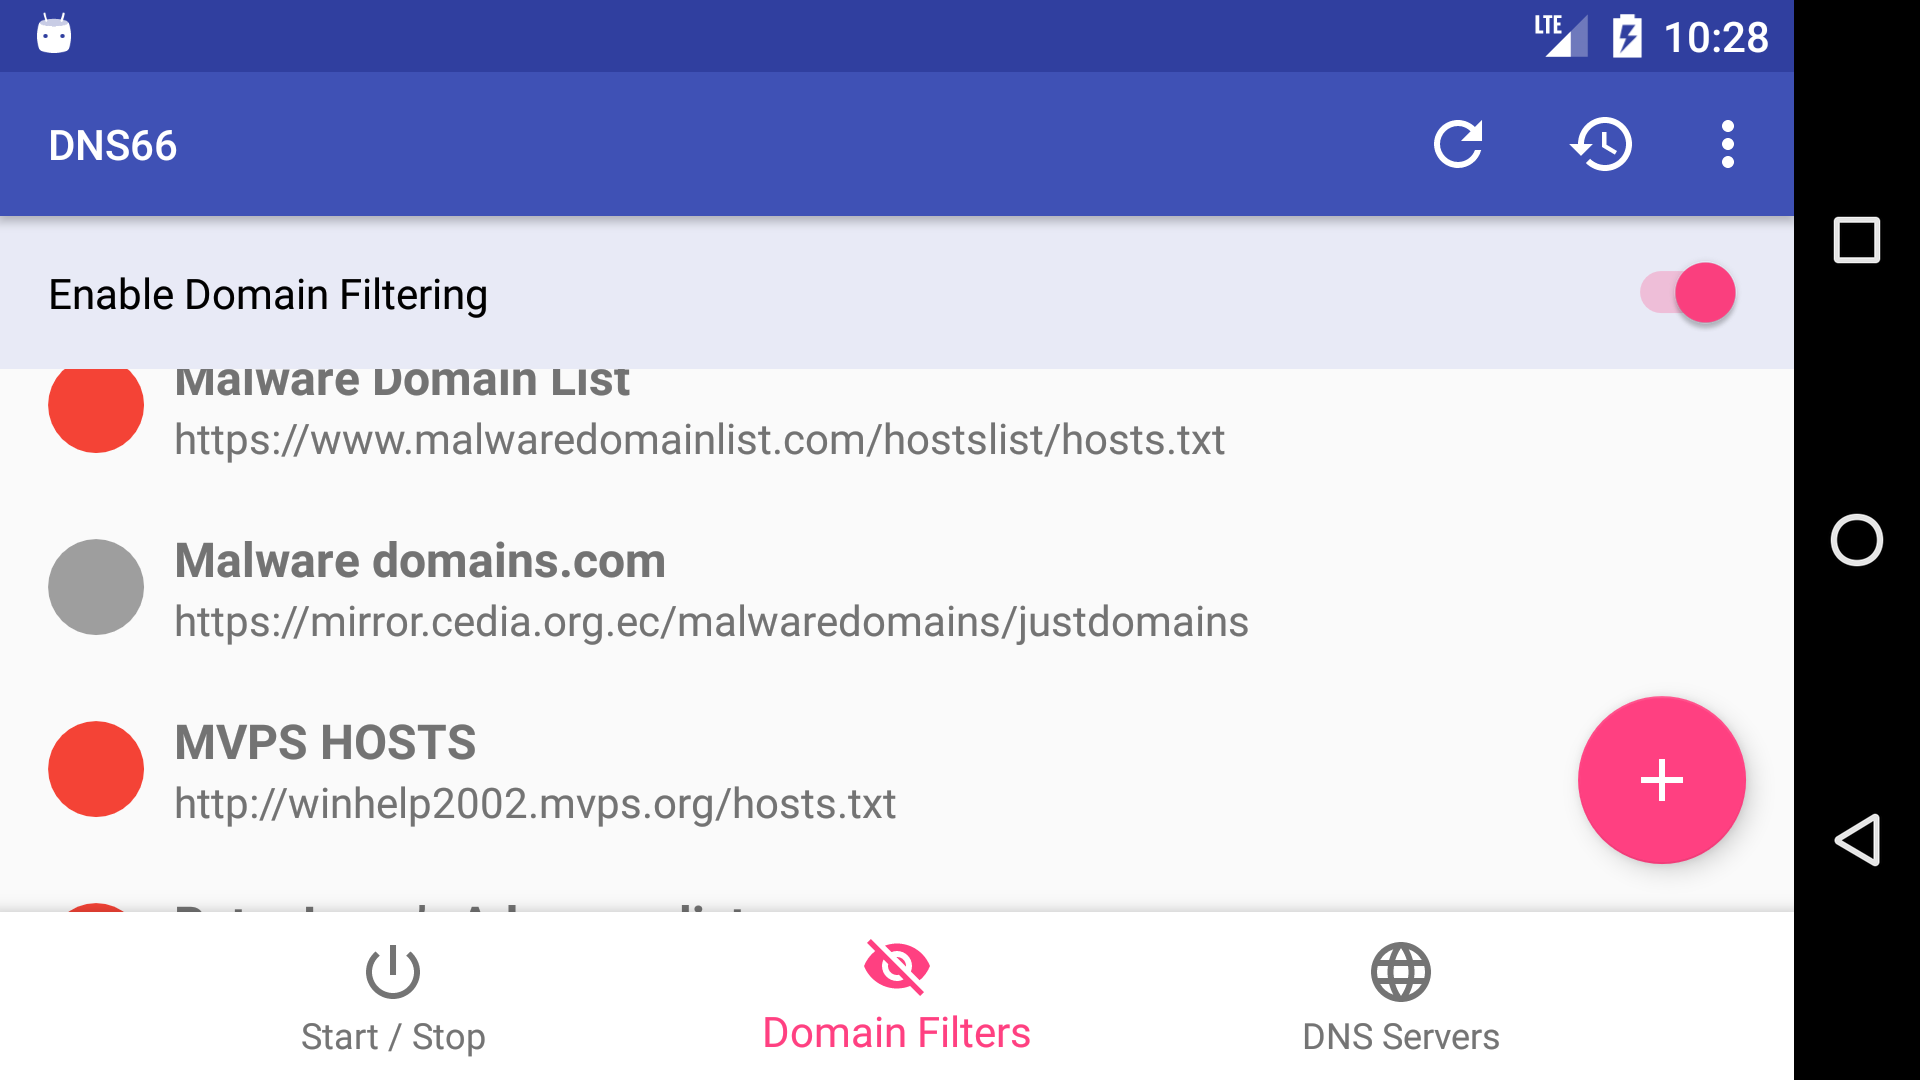 LTE 10:28
DNS66
Enable Domain Filtering
Malware Domain List
https://www.malwaredomainlist.com/hostslist/hosts.txt
Malware domains.com
https://mirror.cedia.org.ec/malwaredomains/justdomains
MVPS HOSTS
http://winhelp2002.mvps.org/hosts.txt
Start / Stop
Domain Filters
DNS Servers